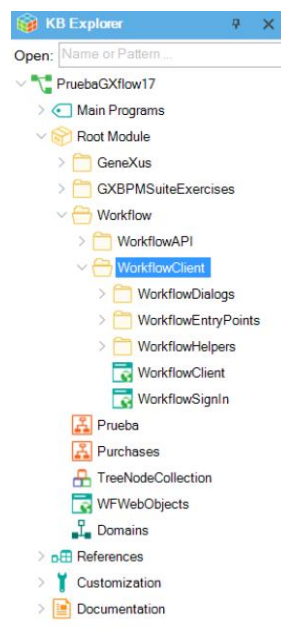 KB Explorer
Open: Name or Pattern ...
PruebaGXflow17
Main Programs
Root Module
GeneXus
GXBPMSuiteExercises
Workflow
WorkflowAPI
WorkflowClient
WorkflowDialogs
WorkflowEntryPoints
WorkflowHelpers
WorkflowClient
WorkflowSignIn
Prueba
Purchases
TreeNodeCollection
WFWebObjects
Domains
References
Customization
Documentation